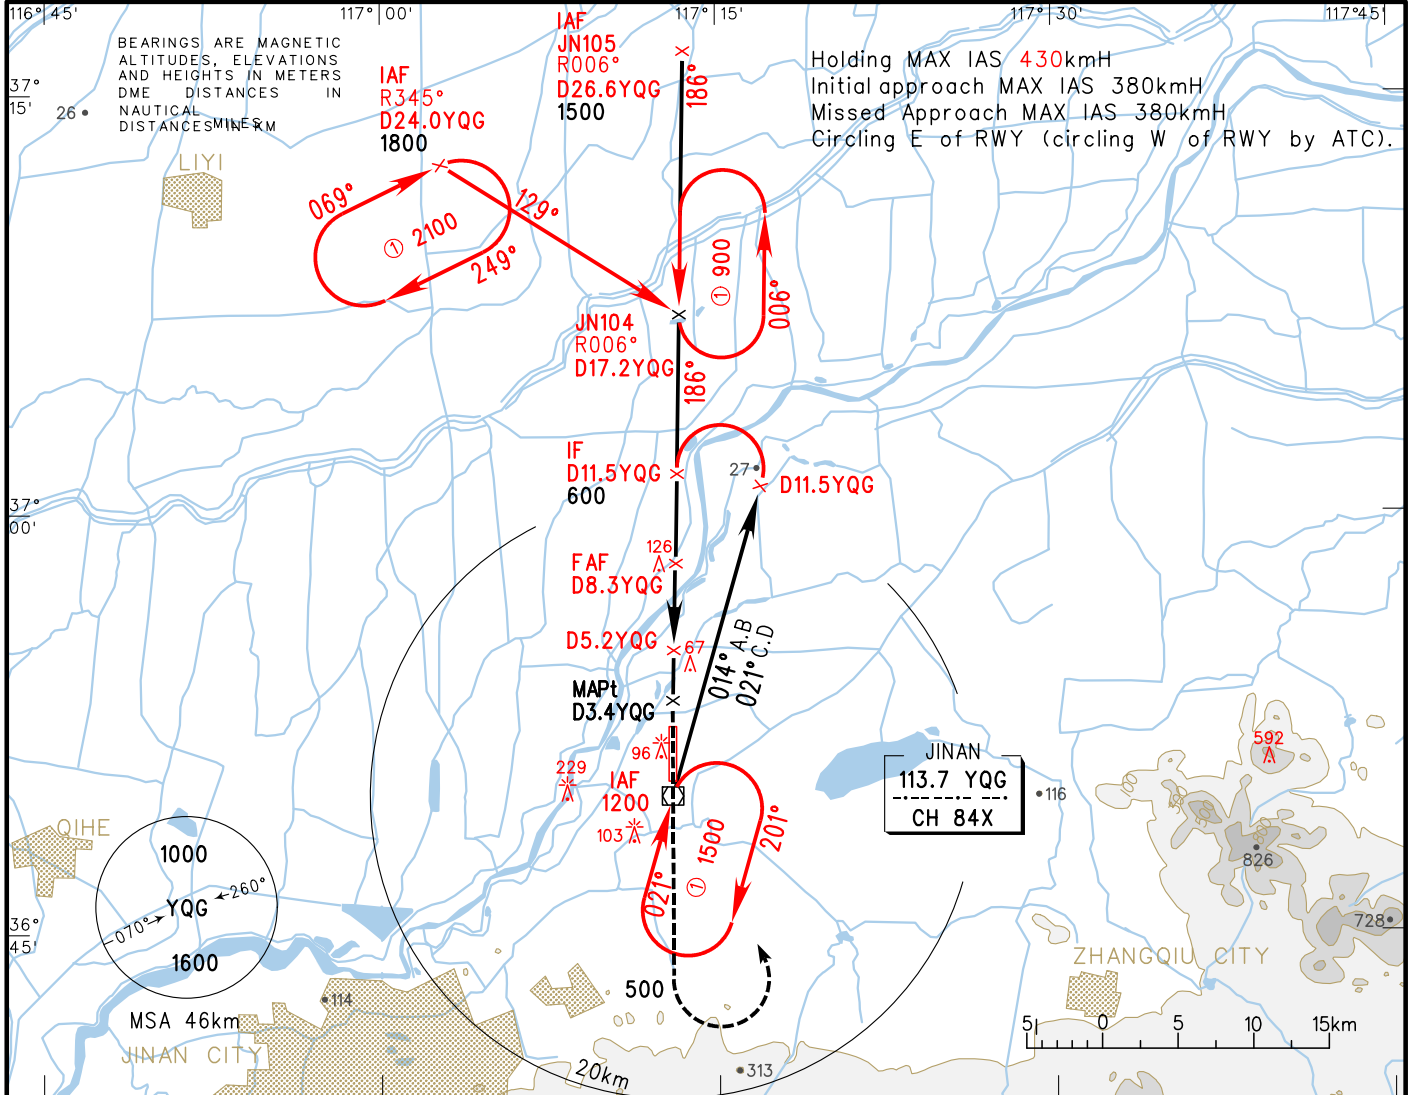 116° 45'
117° 00'
117° 15'
117° 30'
117° 45'
BEARINGS ARE MAGNETIC
ALTITUDES, ELEVATIONS
AND HEIGHTS IN METERS
DME DISTANCES IN
NAUTICAL MILES
DISTANCES IN KM
IAF
JN105
R006°
D26.6YQG
1500
186°
Holding MAX IAS 430kmH
Initial approach MAX IAS 380kmH
Missed Approach MAX IAS 380kmH
Circling E of RWY (circling W of RWY by ATC).
37°
15'
26
IAF
R345°
D24.0YQG
1800
LIYI
069°
129°
① 2100
249°
① 900
006°
JN104
R006°
D17.2YQG
186°
IF
D11.5YQG
600
27
D11.5YQG
37°
00'
126
FAF
D8.3YQG
D5.2YQG
67
014° A.B
021° C.D
MAPt
D3.4YQG
96
229
IAF
1200
103
JINAN
113.7 YQG
CH 84X
116
592
826
728
QIHE
1000
YQG
260°
070°
1600
MSA 46km
021°
① 1500
201°
36°
45'
500
ZHANGQIU CITY
114
JINAN CITY
20km
313
5 0 5 10 15km